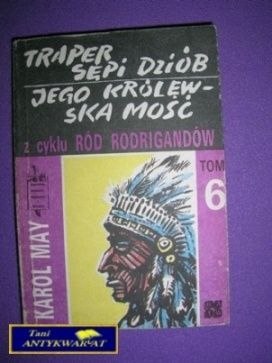 TRAPER
SĘPI DZIÓB
JEGO KRÓLEW-
SKA MOŚĆ
z cyklu RÓD RODRIGANDÓW
TOM
6
KAROL MAY
Tani
ANTYKWARIAT